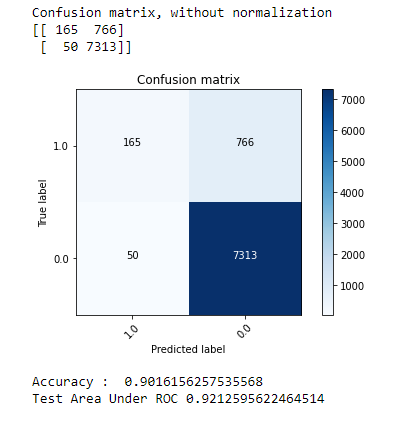 Confusion matrix, without normalization
[[ 165  766]
 [  50 7313]]
Confusion matrix
7000
6000
5000
4000
3000
2000
1000
True label
1.0
165
766
0.0
50
7313
1.0
0.0
Predicted label
Accuracy :  0.9016156257535568
Test Area Under ROC 0.9212595622464514